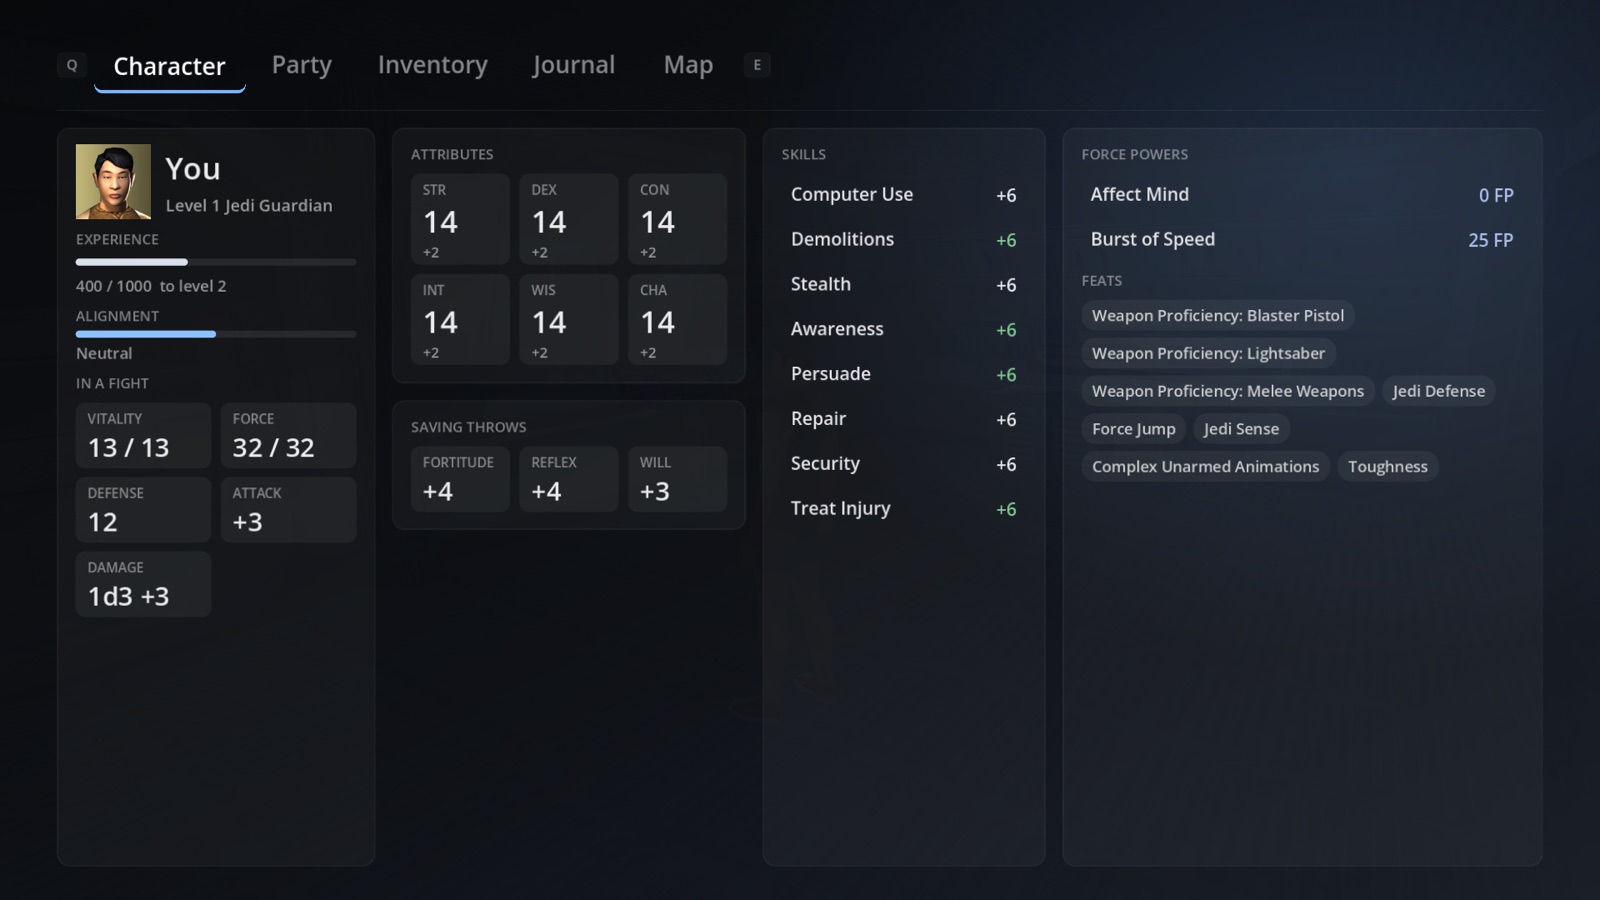 Q Character Party Inventory Journal Map E
You
Level 1 Jedi Guardian
EXPERIENCE
400 / 1000 to level 2
ALIGNMENT
Neutral
IN A FIGHT
VITALITY
13 / 13
FORCE
32 / 32
DEFENSE
12
ATTACK
+3
DAMAGE
1d3 +3
ATTRIBUTES
STR
14
+2
DEX
14
+2
CON
14
+2
INT
14
+2
WIS
14
+2
CHA
14
+2
SAVING THROWS
FORTITUDE
+4
REFLEX
+4
WILL
+3
SKILLS
Computer Use +6
Demolitions +6
Stealth +6
Awareness +6
Persuade +6
Repair +6
Security +6
Treat Injury +6
FORCE POWERS
Affect Mind 0 FP
Burst of Speed 25 FP
FEATS
Weapon Proficiency: Blaster Pistol
Weapon Proficiency: Lightsaber
Weapon Proficiency: Melee Weapons Jedi Defense
Force Jump Jedi Sense
Complex Unarmed Animations Toughness